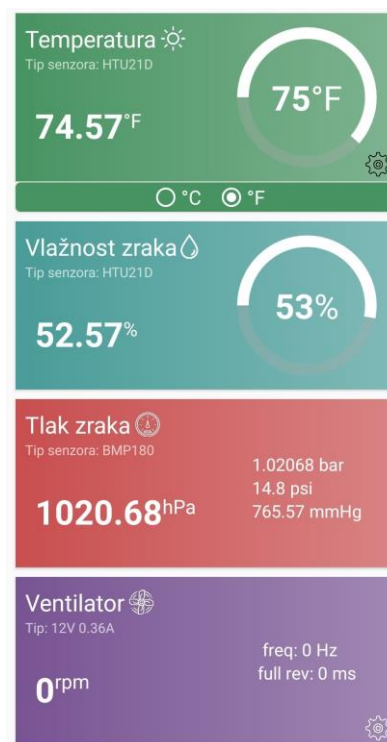 Temperatura
Tip senzora: HTU21D
74.57°F
75°F
°C °F
Vlažnost zraka
Tip senzora: HTU21D
52.57%
53%
Tlak zraka
Tip senzora: BMP180
1020.68hPa
1.02068 bar
14.8 psi
765.57 mmHg
Ventilator
Tip: 12V 0.36A
0rpm
freq: 0 Hz
full rev: 0 ms